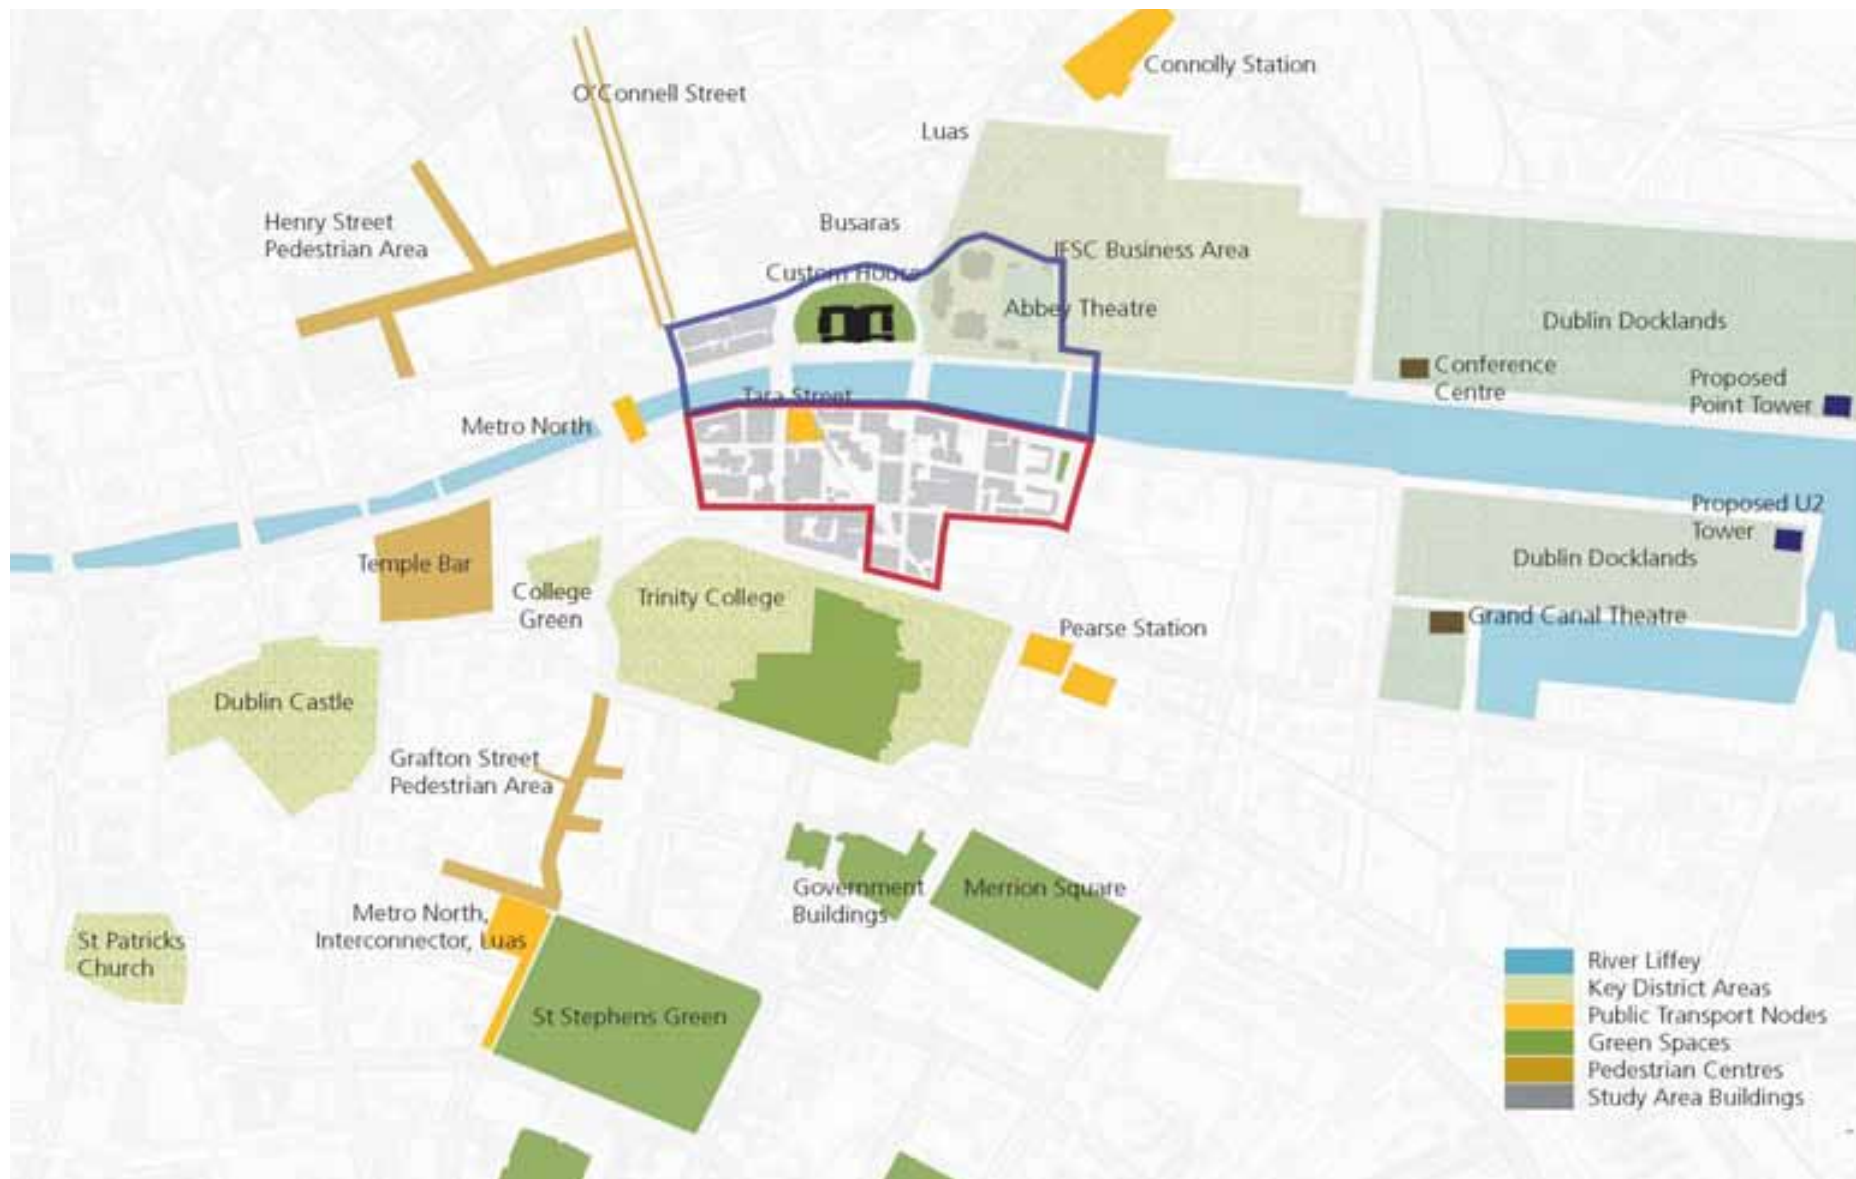 Connolly Station
O'Connell Street
Luas
Henry Street
Pedestrian Area
Busaras
IFSC Business Area
Custom House
Abbey Theatre
Dublin Docklands
Conference
Centre
Proposed
Point Tower
Tara Street
Metro North
Proposed U2
Tower
Temple Bar
Dublin Docklands
College
Green
Trinity College
Grand Canal Theatre
Pearse Station
Dublin Castle
Grafton Street
Pedestrian Area
Government
Buildings
Merrion Square
Metro North,
Interconnector, Luas
St Patricks
Church
St Stephens Green
River Liffey
Key District Areas
Public Transport Nodes
Green Spaces
Pedestrian Centres
Study Area Buildings